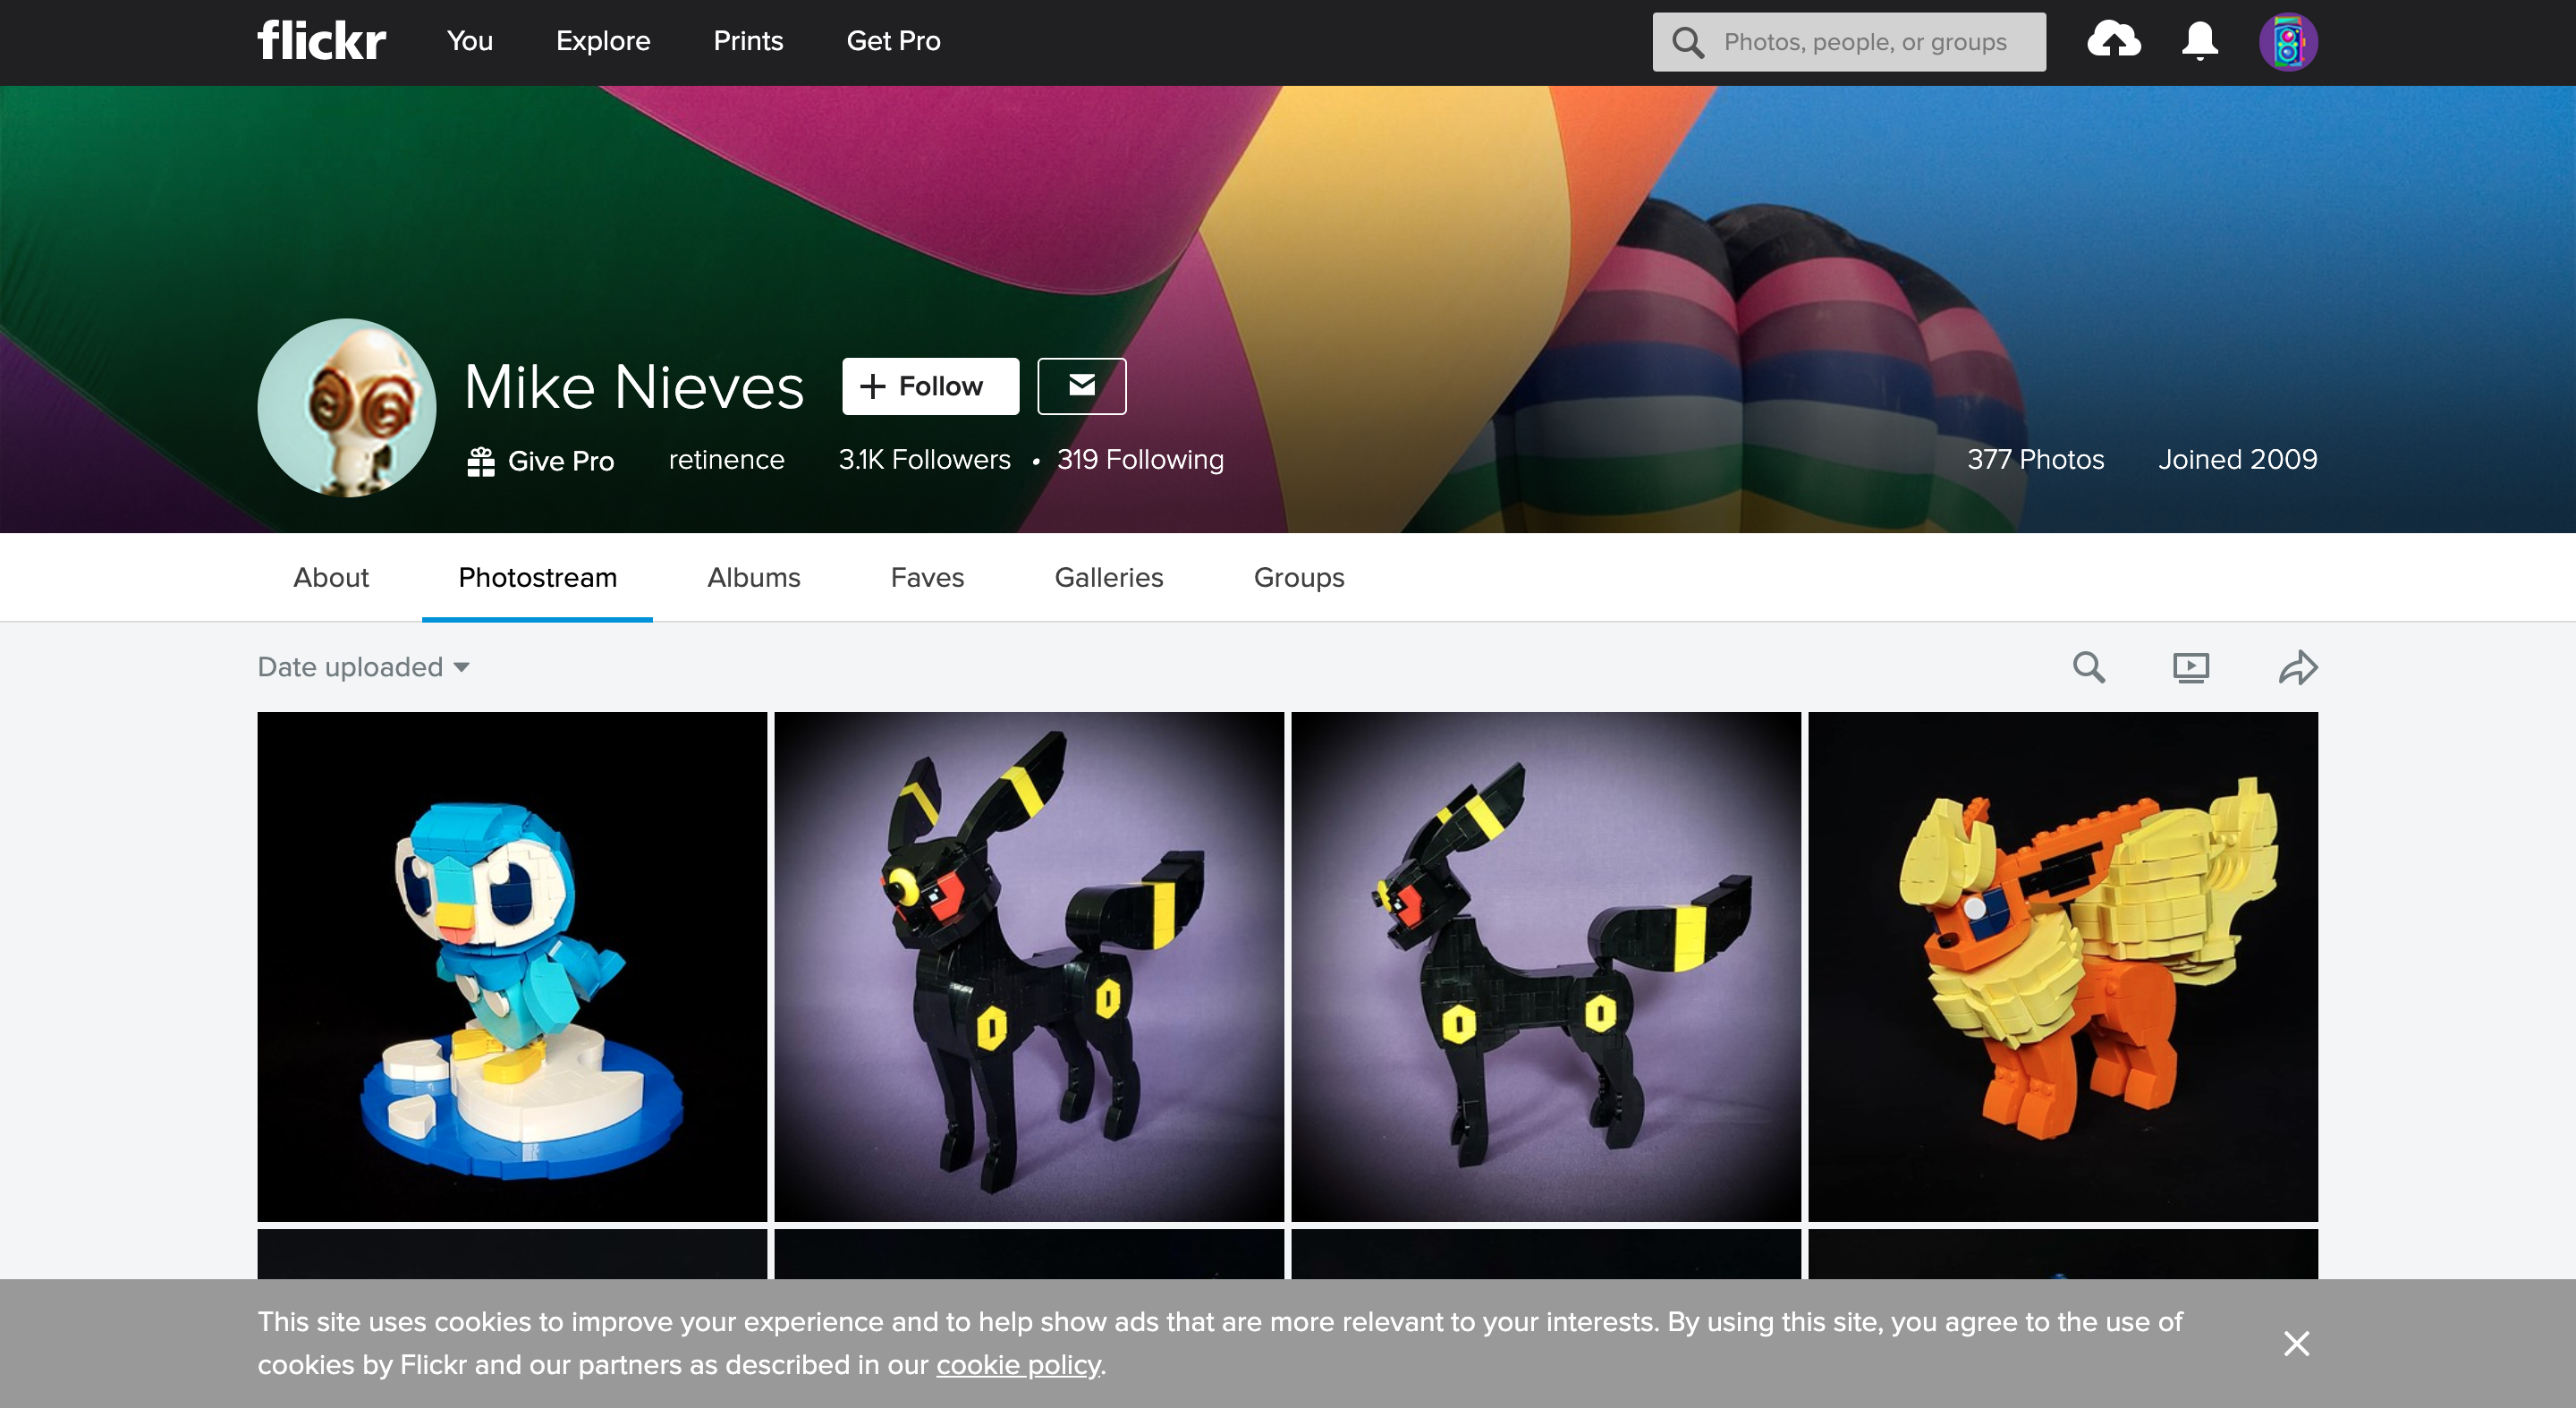 flickr
You
Explore
Prints
Get Pro
Photos, people, or groups
Mike Nieves
Follow
Give Pro
retinence
3.1K Followers • 319 Following
377 Photos
Joined 2009
About
Photostream
Albums
Faves
Galleries
Groups
Date uploaded
This site uses cookies to improve your experience and to help show ads that are more relevant to your interests. By using this site, you agree to the use of
cookies by Flickr and our partners as described in our cookie policy.